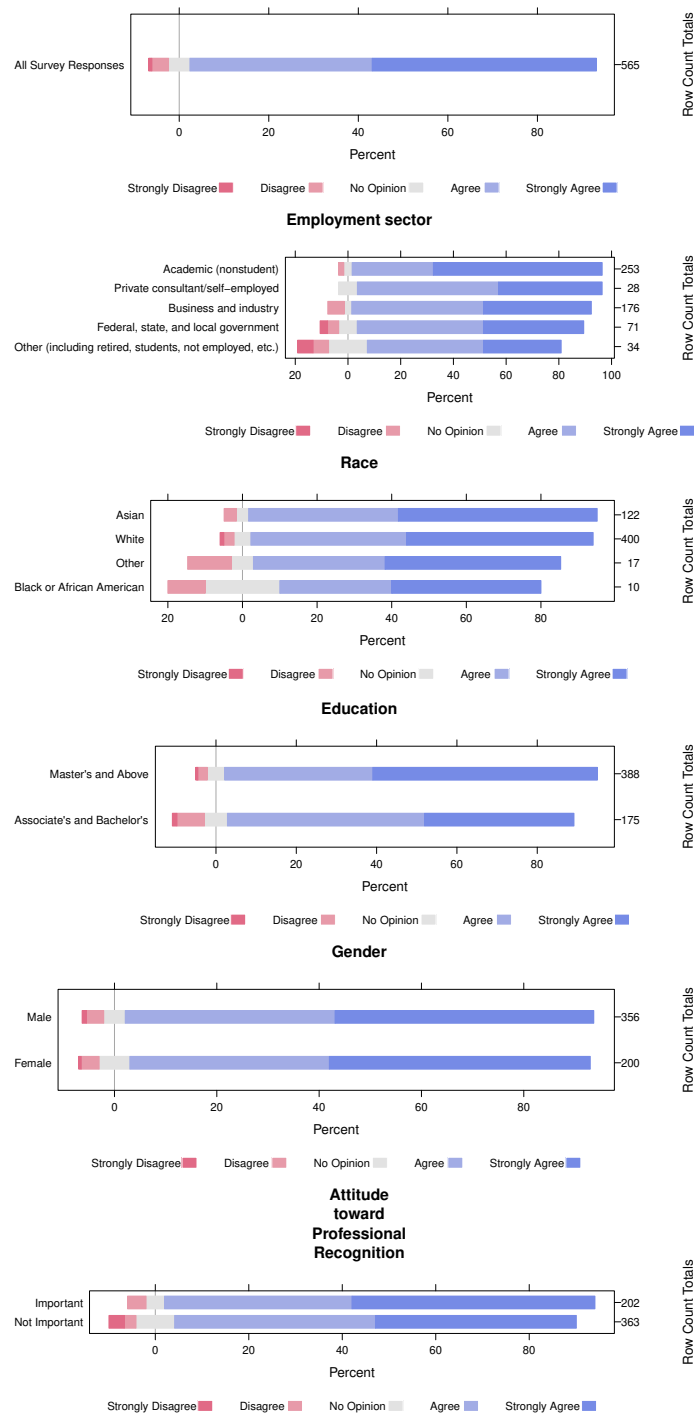 All Survey Responses
565
Row Count Totals
0 20 40 60 80
Percent
Strongly Disagree Disagree No Opinion Agree Strongly Agree
Employment sector
Academic (nonstudent) 253
Private consultant/self−employed 28
Business and industry 176
Federal, state, and local government 71
Other (including retired, students, not employed, etc.) 34
Row Count Totals
20 0 20 40 60 80 100
Percent
Strongly Disagree Disagree No Opinion Agree Strongly Agree
Race
Asian 122
White 400
Other 17
Black or African American 10
Row Count Totals
20 0 20 40 60 80
Percent
Strongly Disagree Disagree No Opinion Agree Strongly Agree
Education
Master's and Above 388
Associate's and Bachelor's 175
Row Count Totals
0 20 40 60 80
Percent
Strongly Disagree Disagree No Opinion Agree Strongly Agree
Gender
Male 356
Female 200
Row Count Totals
0 20 40 60 80
Percent
Strongly Disagree Disagree No Opinion Agree Strongly Agree
Attitude
toward
Professional
Recognition
Important 202
Not Important 363
Row Count Totals
0 20 40 60 80
Percent
Strongly Disagree Disagree No Opinion Agree Strongly Agree